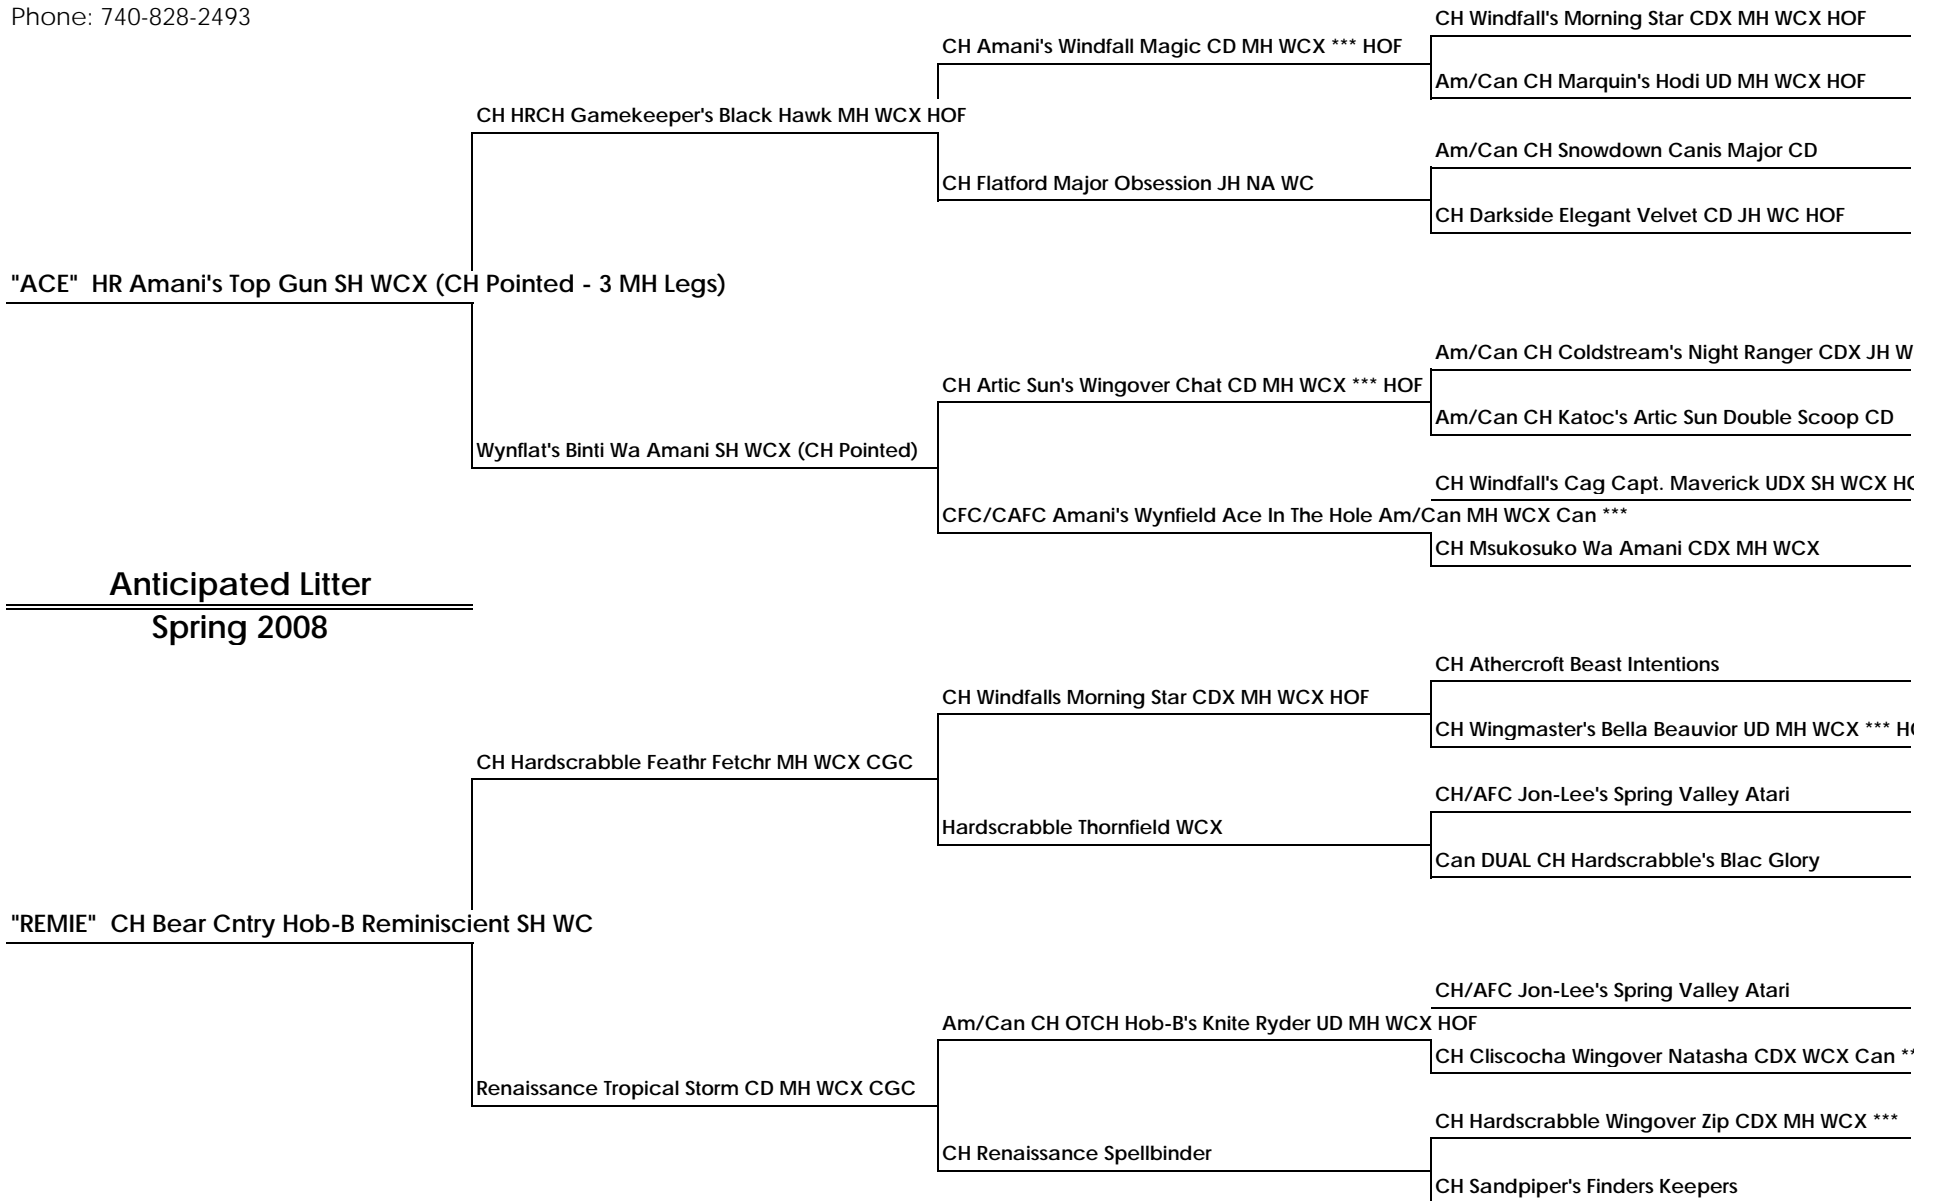 Phone: 740-828-2493
CH Windfall's Morning Star CDX MH WCX HOF
CH Amani's Windfall Magic CD MH WCX *** HOF
Am/Can CH Marquin's Hodi UD MH WCX HOF
CH HRCH Gamekeeper's Black Hawk MH WCX HOF
Am/Can CH Snowdown Canis Major CD
CH Flatford Major Obsession JH NA WC
CH Darkside Elegant Velvet CD JH WC HOF
"ACE" HR Amani's Top Gun SH WCX (CH Pointed - 3 MH Legs)
Am/Can CH Coldstream's Night Ranger CDX JH
CH Artic Sun's Wingover Chat CD MH WCX *** HOF
Am/Can CH Katoc's Artic Sun Double Scoop CD
Wynflat's Binti Wa Amani SH WCX (CH Pointed)
CH Windfall's Cag Capt. Maverick UDX SH WCX
CFC/CAFC Amani's Wynfield Ace In The Hole Am/Can MH WCX Can ***
CH Msukosuko Wa Amani CDX MH WCX
Anticipated Litter
Spring 2008
CH Athercroft Beast Intentions
CH Windfalls Morning Star CDX MH WCX HOF
CH Wingmaster's Bella Beauvior UD MH WCX ***
CH Hardscrabble Feathr Fetchr MH WCX CGC
CH/AFC Jon-Lee's Spring Valley Atari
Hardscrabble Thornfield WCX
Can DUAL CH Hardscrabble's Blac Glory
"REMIE" CH Bear Cntry Hob-B Reminiscient SH WC
CH/AFC Jon-Lee's Spring Valley Atari
Am/Can CH OTCH Hob-B's Knite Ryder UD MH WCX HOF
CH Cliscocha Wingover Natasha CDX WCX Can
Renaissance Tropical Storm CD MH WCX CGC
CH Hardscrabble Wingover Zip CDX MH WCX ***
CH Renaissance Spellbinder
CH Sandpiper's Finders Keepers